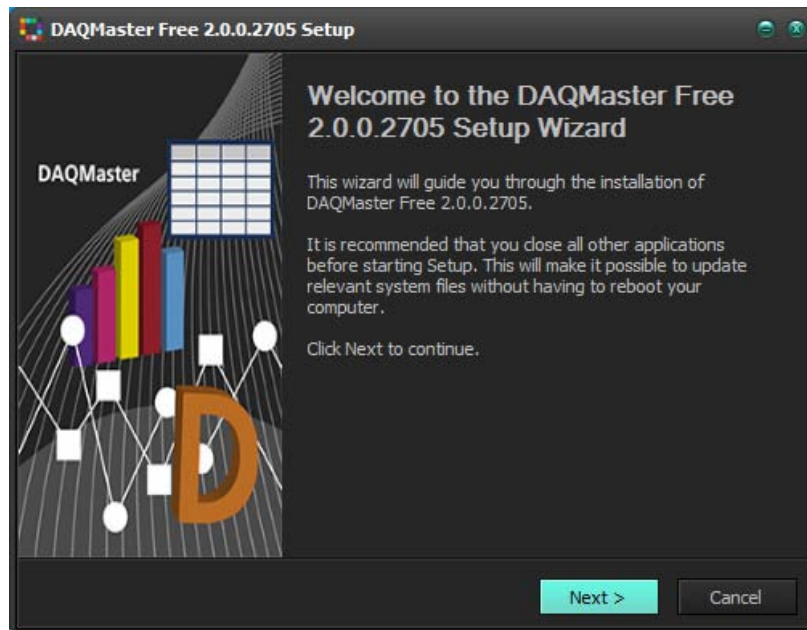 DAQMaster Free 2.0.0.2705 Setup
DAQMaster
Welcome to the DAQMaster Free
2.0.0.2705 Setup Wizard
This wizard will guide you through the installation of
DAQMaster Free 2.0.0.2705.
It is recommended that you close all other applications
before starting Setup. This will make it possible to update
relevant system files without having to reboot your
computer.
Click Next to continue.
D
Next >
Cancel